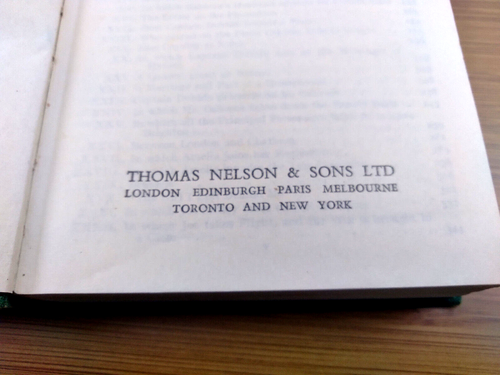 THOMAS NELSON & SONS LTD
LONDON EDINBURGH PARIS MELBOURNE
TORONTO AND NEW YORK